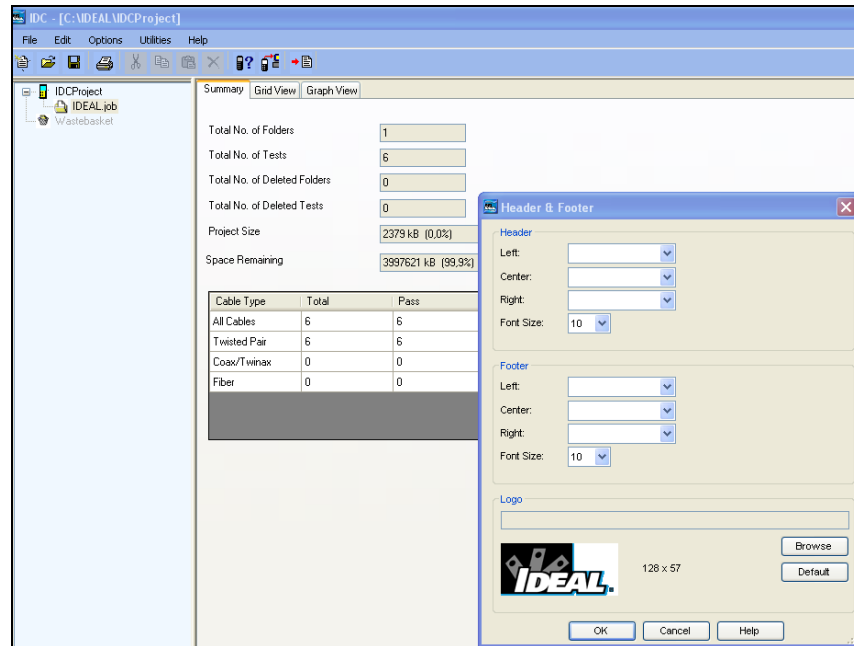 IDC - [C:\IDEAL\IDCProject]
File Edit Options Utilities Help
IDCProject
IDEAL.job
Wastebasket
Summary Grid View Graph View
Total No. of Folders 1
Total No. of Tests 6
Total No. of Deleted Folders 0
Total No. of Deleted Tests 0
Project Size 2379 kB (0,0%)
Space Remaining 3997621 kB (99,9%)
Cable Type Total Pass
All Cables 6 6
Twisted Pair 6 6
Coax/Twinax 0 0
Fiber 0 0
Header & Footer
Header
Left:
Center:
Right:
Font Size: 10
Footer
Left:
Center:
Right:
Font Size: 10
Logo
Browse
IDEAL. 128 x 57
Default
OK Cancel Help